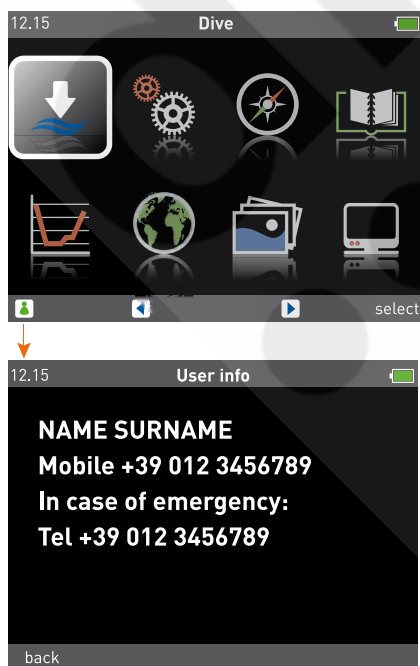 12.15 Dive
select
12.15 User info
NAME SURNAME
Mobile +39 012 3456789
In case of emergency:
Tel +39 012 3456789
back